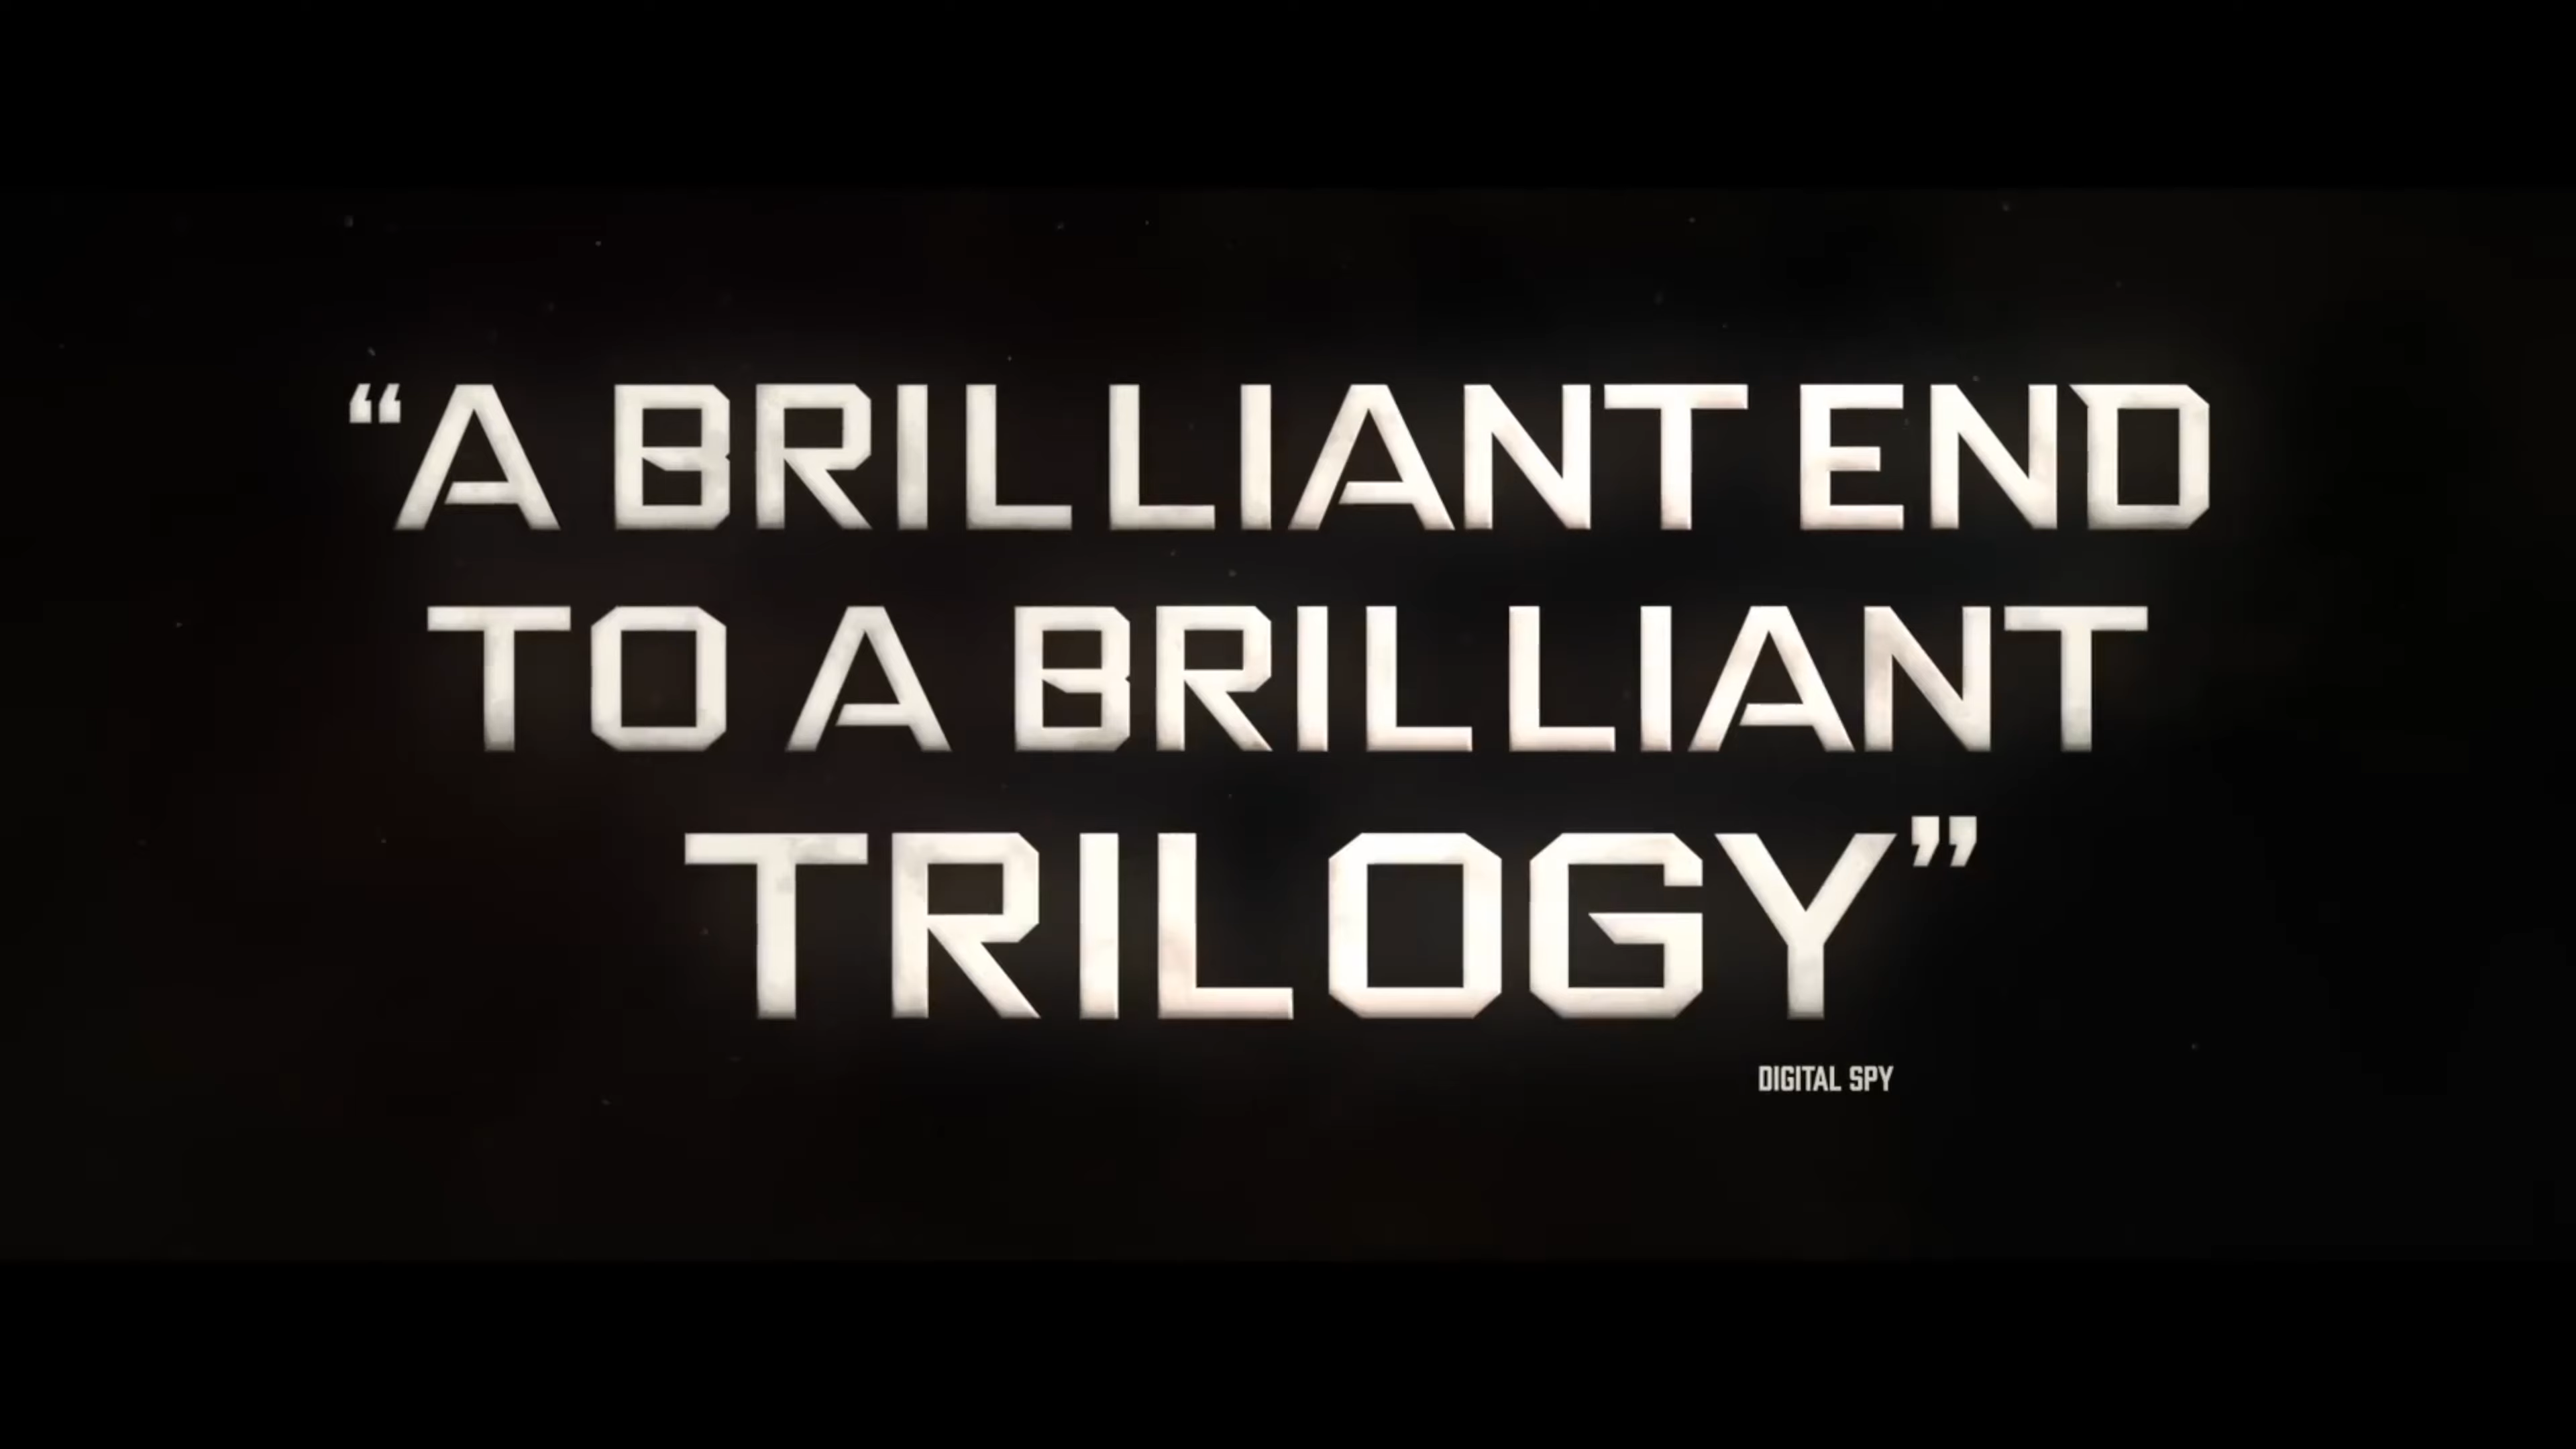 “A BRILLIANT END
TO A BRILLIANT
TRILOGY”
DIGITAL SPY